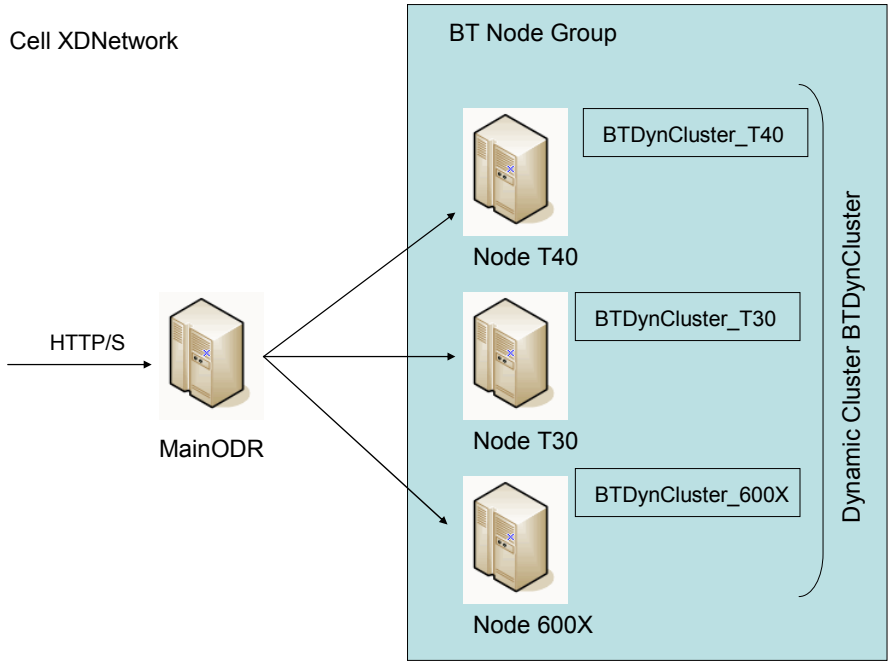 Cell XDNetwork
BT Node Group
BTDynCluster_T40
Node T40
HTTP/S
MainODR
BTDynCluster_T30
Node T30
BTDynCluster_600X
Node 600X
Dynamic Cluster BTDynCluster